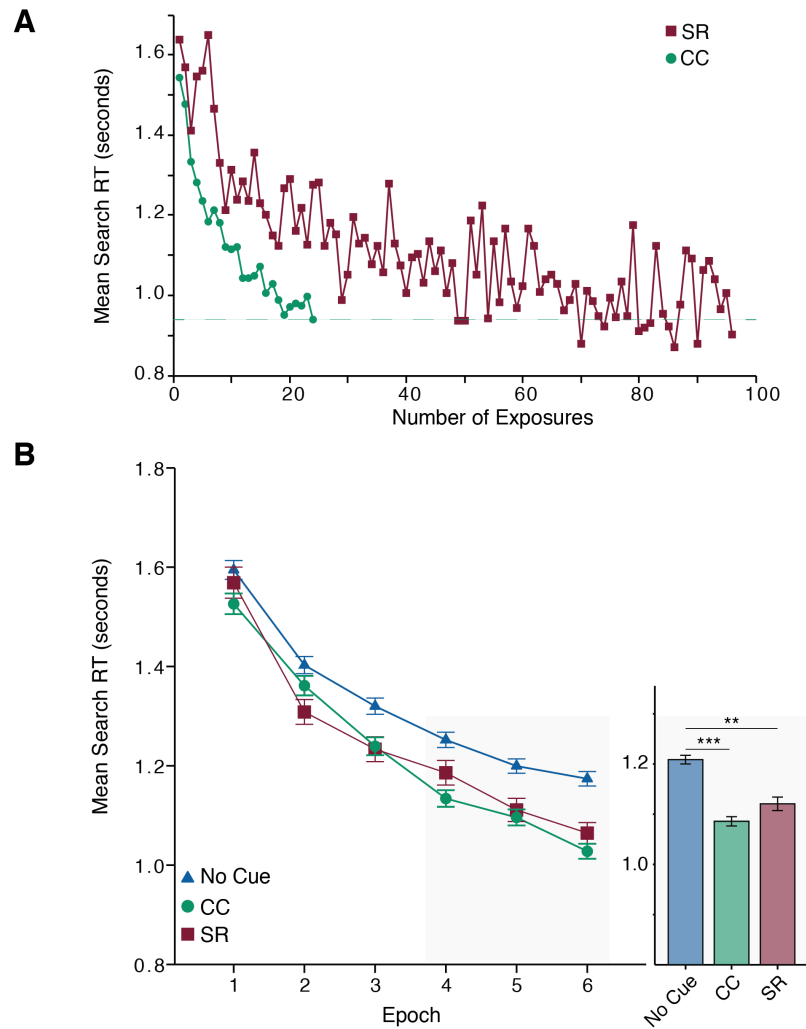 A
SR
CC
Mean Search RT (seconds)
1.6
1.4
1.2
1.0
0.8
0 20 40 60 80 100
Number of Exposures
B
Mean Search RT (seconds)
1.8
1.6
1.4
1.2
1.0
0.8
No Cue
CC
SR
1 2 3 4 5 6
Epoch
**
***
1.2
1.0
No Cue CC SR